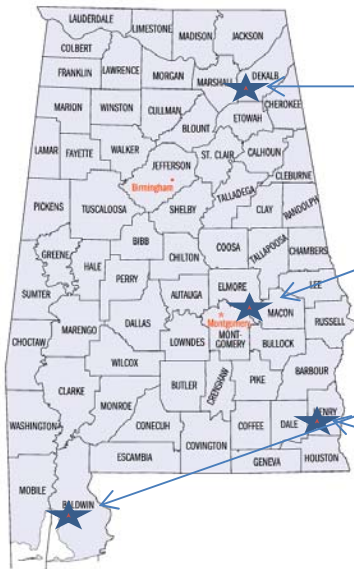 LAUDERDALE
LIMESTONE
MADISON
JACKSON
COLBERT
FRANKLIN
LAWRENCE
MORGAN
MARSHALL
DEKALB
MARION
WINSTON
CULLMAN
ETOWAH
CHEROKEE
BLOUNT
LAMAR
FAYETTE
WALKER
JEFFERSON
Birmingham
ST. CLAIR
CALHOUN
CLEBURNE
TALLADEGA
PICKENS
TUSCALOOSA
SHELBY
CLAY
RANDOLPH
BIBB
GREENE
HALE
PERRY
CHILTON
COOSA
TALLAPOOSA
CHAMBERS
SUMTER
AUTAUGA
ELMORE
LEE
MACON
CHOCTAW
MARENGO
DALLAS
LOWNDES
Montgomery
MONT-
GOMERY
RUSSELL
BULLOCK
WILCOX
BARBOUR
CLARKE
BUTLER
CRENSHAW
PIKE
MONROE
WASHINGTON
CONECUH
COFFEE
DALE
HENRY
COVINGTON
ESCAMBIA
GENEVA
HOUSTON
MOBILE
BALDWIN